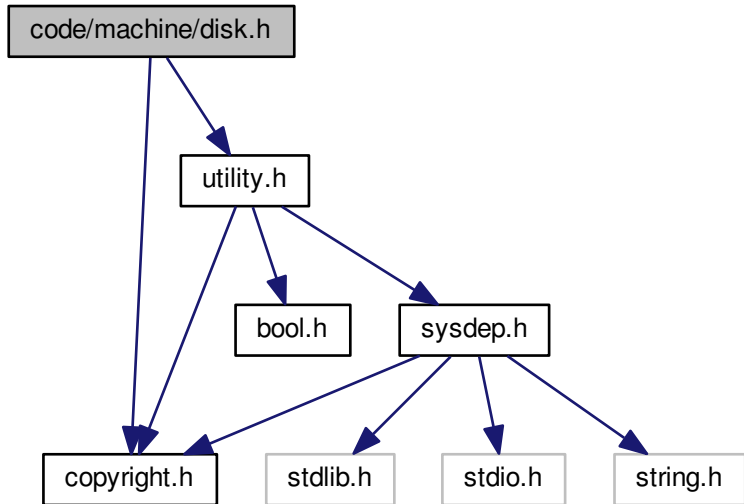 code/machine/disk.h
utility.h
bool.h
sysdep.h
copyright.h
stdlib.h
stdio.h
string.h